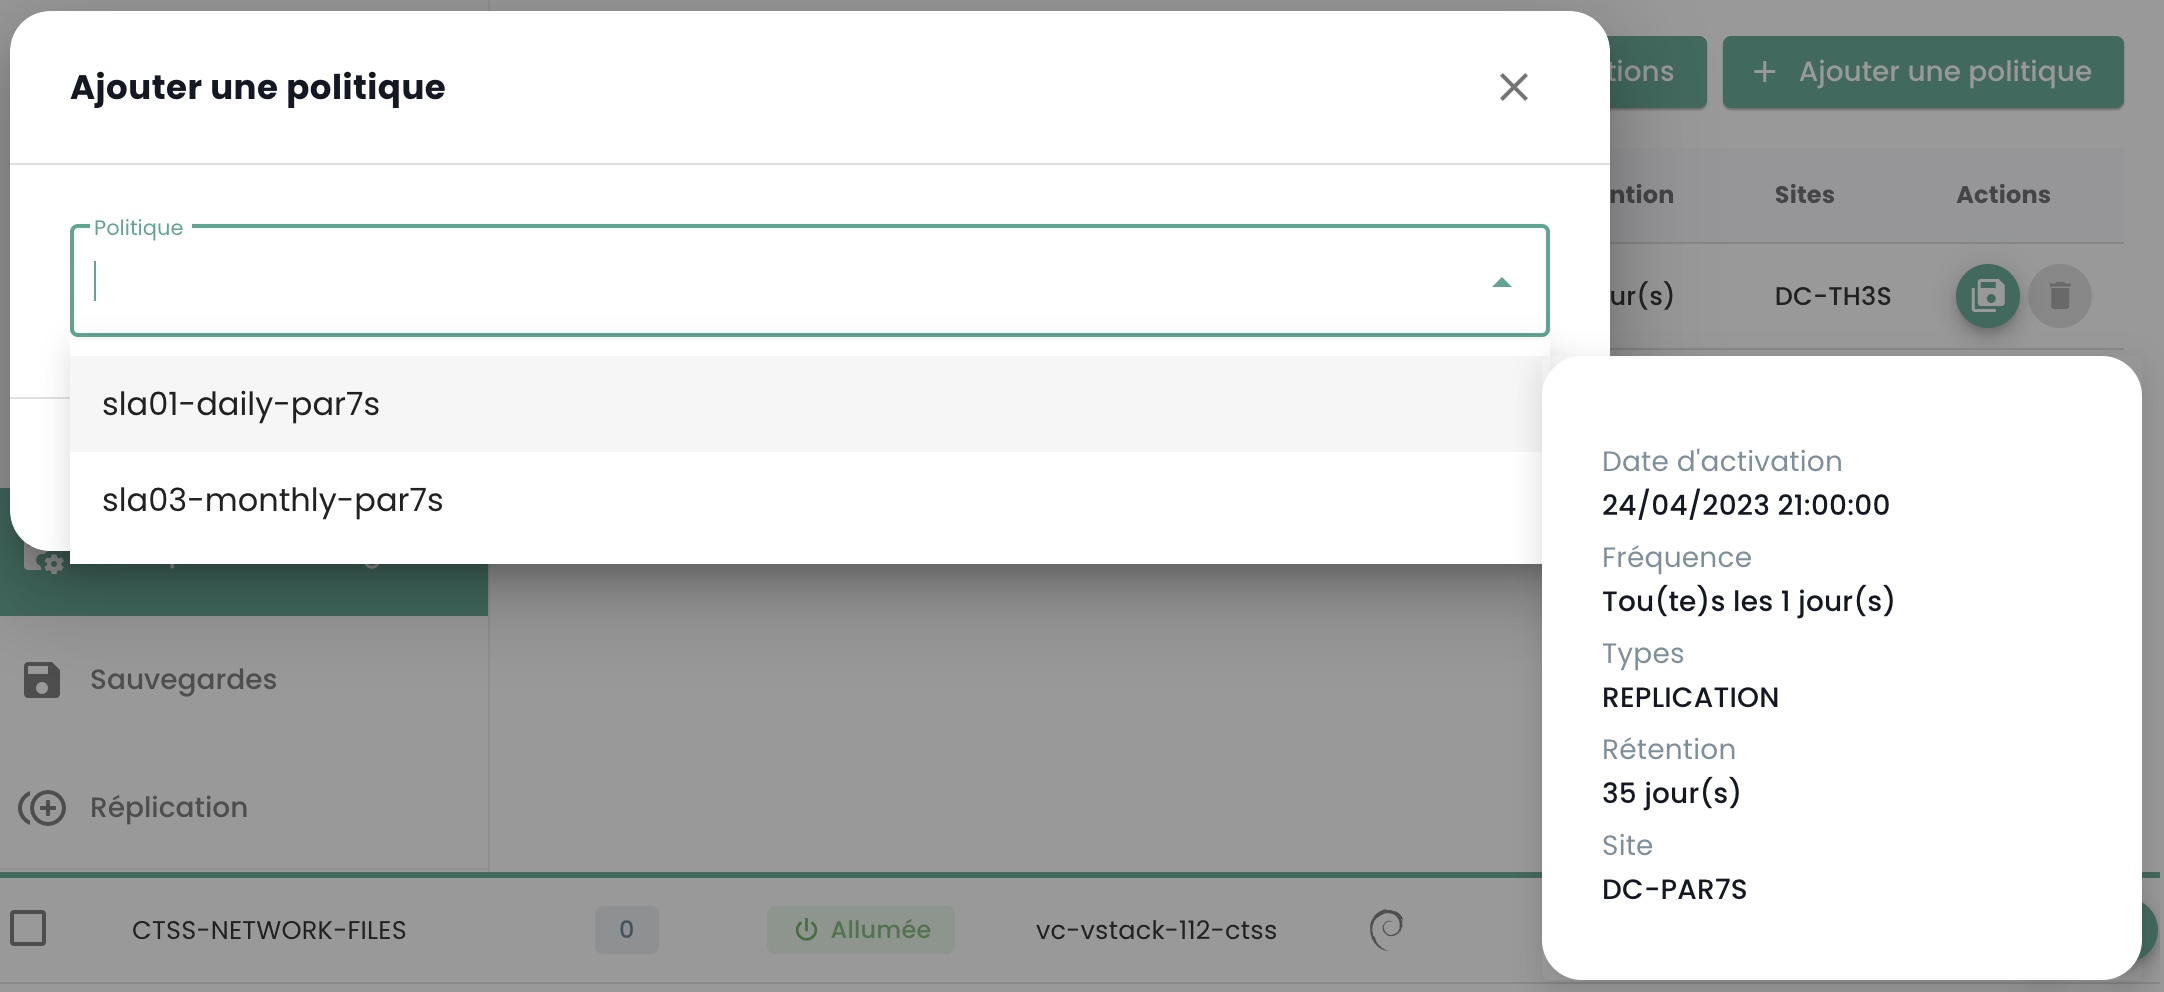 Ajouter une politique
tions
+ Ajouter une politique
ntion
Sites
Actions
Politique
ur(s)
DC-TH3S
sla01-daily-par7s
sla03-monthly-par7s
Date d'activation
24/04/2023 21:00:00
Fréquence
Tou(te)s les 1 jour(s)
Types
REPLICATION
Rétention
35 jour(s)
Site
DC-PAR7S
Sauvegardes
Réplication
CTSS-NETWORK-FILES
0
Allumée
vc-vstack-112-ctss